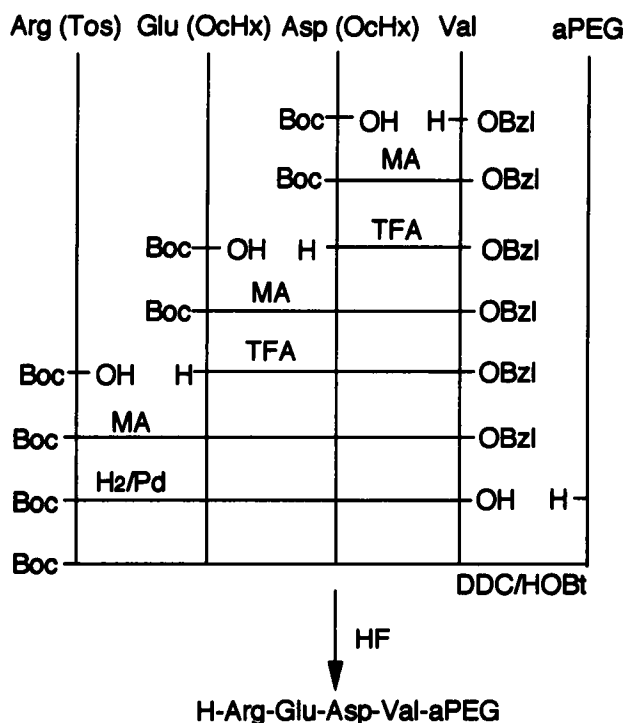 Arg (Tos) Glu (OcHx) Asp (OcHx) Val aPEG
Boc OH H OBzl
MA
Boc OBzl
TFA
Boc OH H OBzl
MA
Boc OBzl
TFA
Boc OH H OBzl
MA
Boc OBzl
H2/Pd
Boc OH H
Boc
DDC/HOBt
HF
H-Arg-Glu-Asp-Val-aPEG